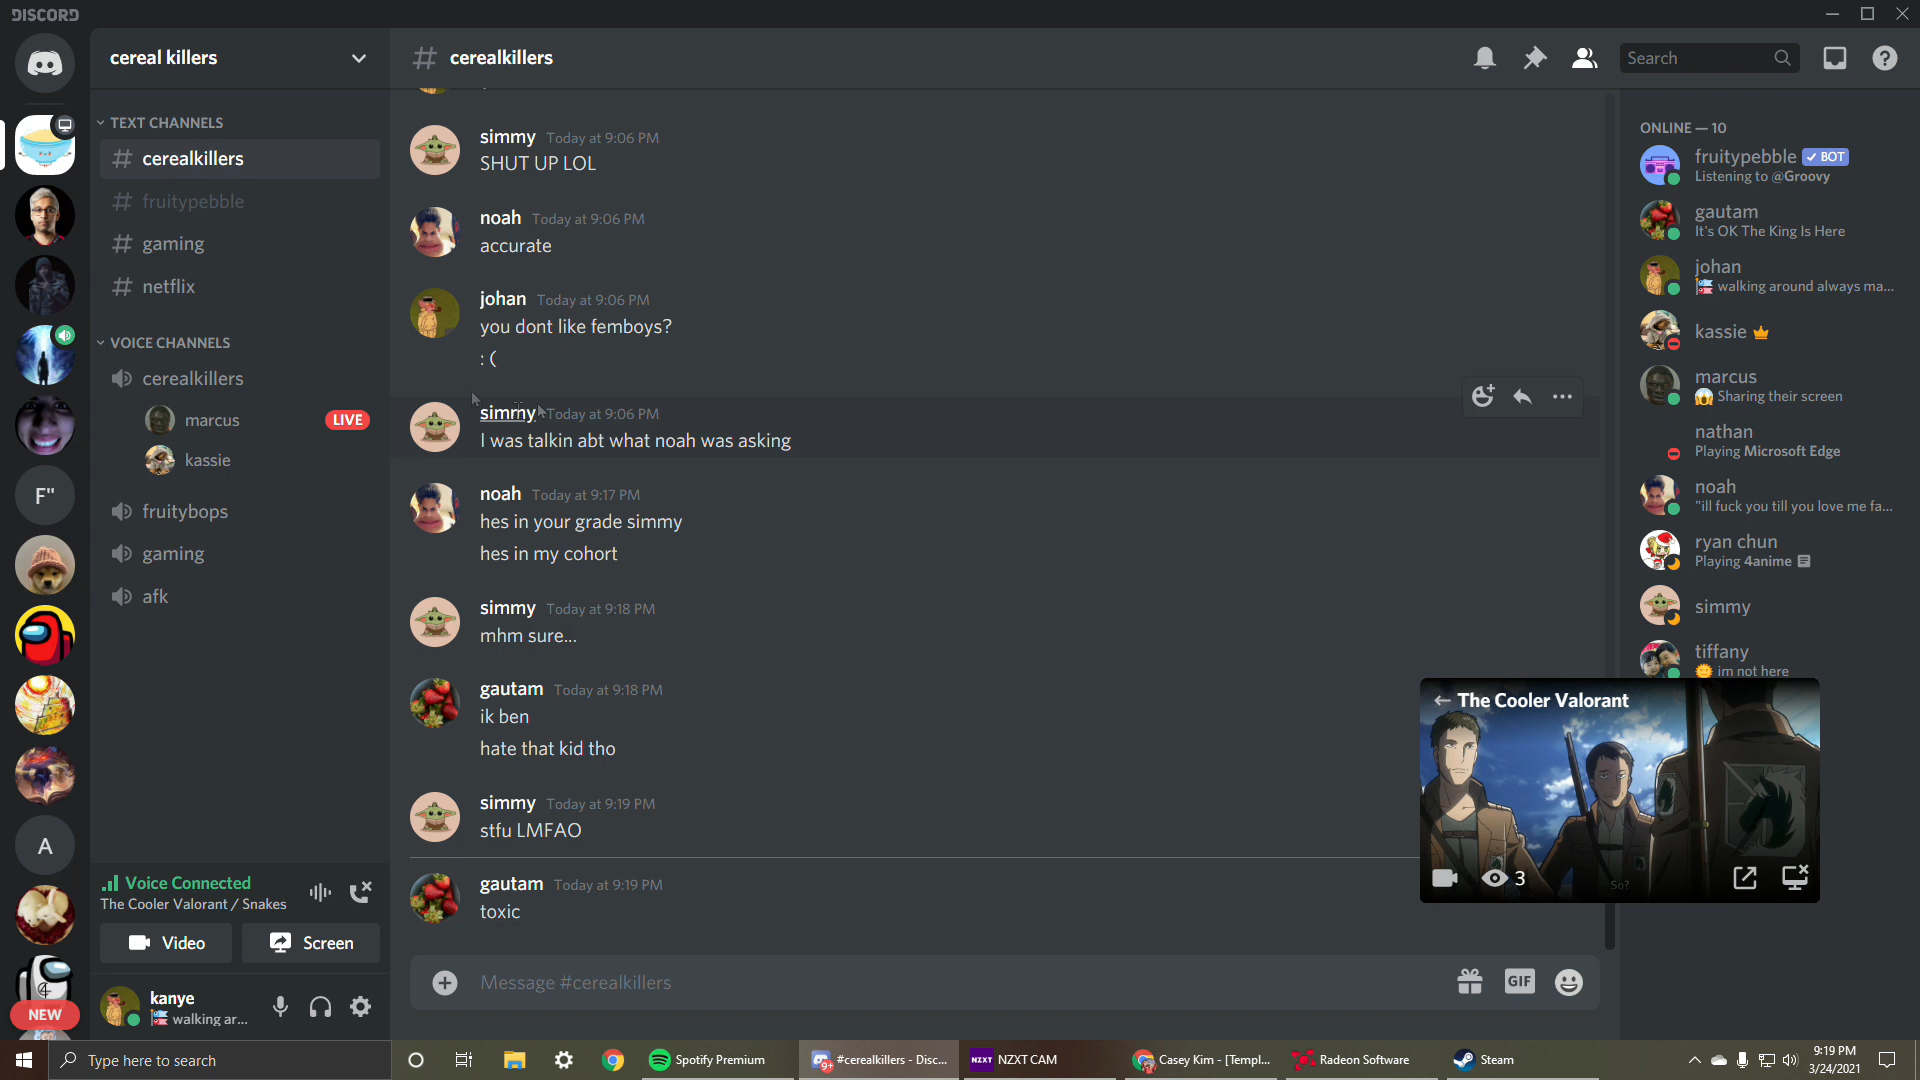 DISCORD
cereal killers
cerealkillers
Search
TEXT CHANNELS
cerealkillers
fruitypebble
gaming
netflix
VOICE CHANNELS
cerealkillers
marcus
LIVE
kassie
fruitybops
gaming
afk
F"
A
NEW
Voice Connected
The Cooler Valorant / Snakes
Video
Screen
kanye
walking ar...
simmy Today at 9:06 PM
SHUT UP LOL
noah Today at 9:06 PM
accurate
johan Today at 9:06 PM
you dont like femboys?
: (
simmy Today at 9:06 PM
I was talkin abt what noah was asking
noah Today at 9:17 PM
hes in your grade simmy
hes in my cohort
simmy Today at 9:18 PM
mhm sure...
gautam Today at 9:18 PM
ik ben
hate that kid tho
simmy Today at 9:19 PM
stfu LMFAO
gautam Today at 9:19 PM
toxic
Message #cerealkillers
GIF
ONLINE — 10
fruitypebble BOT
Listening to @Groovy
gautam
It's OK The King Is Here
johan
walking around always ma...
kassie
marcus
Sharing their screen
nathan
Playing Microsoft Edge
noah
"ill fuck you till you love me fa...
ryan chun
Playing 4anime
simmy
tiffany
im not here
The Cooler Valorant
3
So?
Type here to search
Spotify Premium
9+
#cerealkillers - Disc...
NZXT
NZXT CAM
Casey Kim - [Templ...
Radeon Software
Steam
9:19 PM
3/24/2021